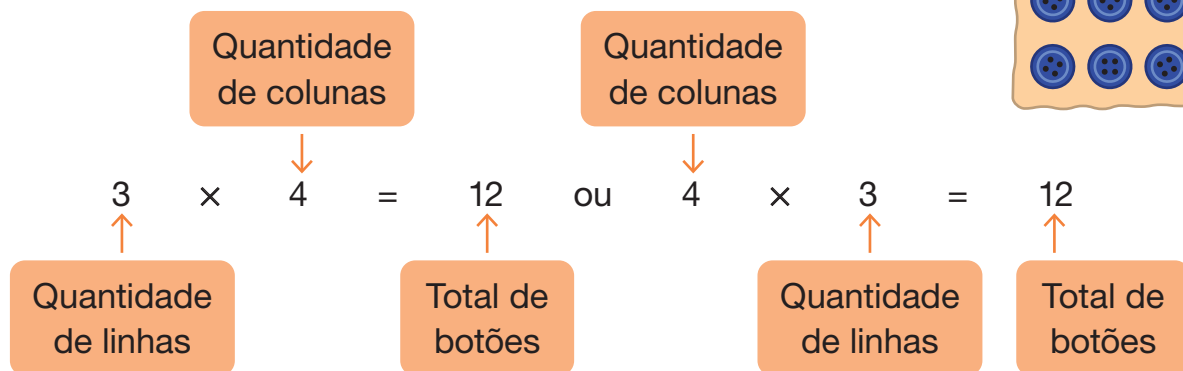 Quantidade
de colunas
Quantidade
de colunas
3 × 4 = 12 ou 4 × 3 = 12
Quantidade
de linhas
Total de
botões
Quantidade
de linhas
Total de
botões